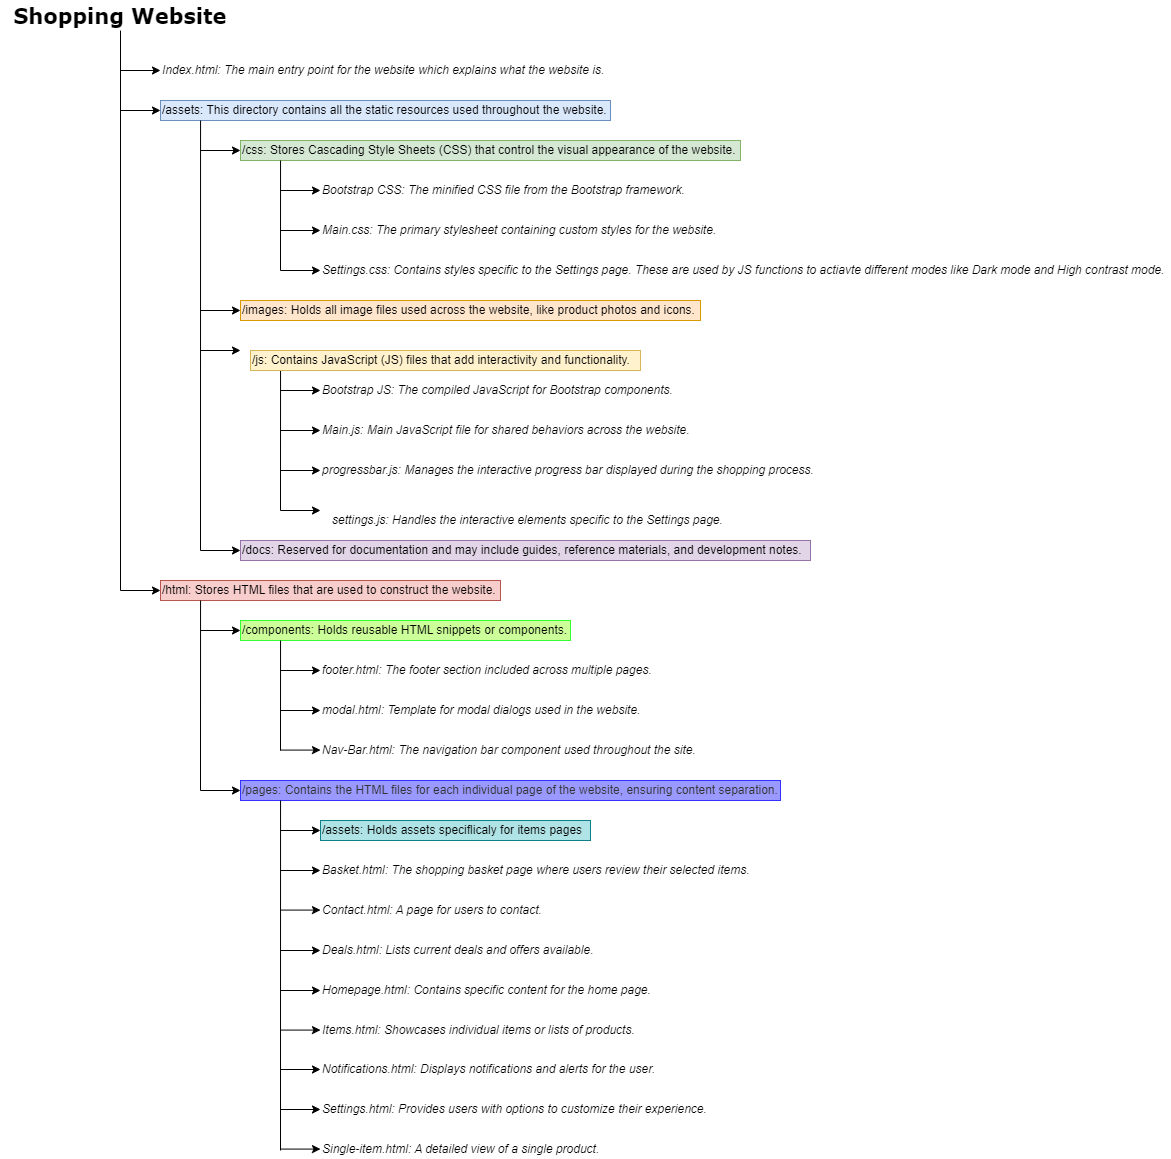 Shopping Website
Index.html: The main entry point for the website which explains what the website is.
/assets: This directory contains all the static resources used throughout the website.
/css: Stores Cascading Style Sheets (CSS) that control the visual appearance of the website.
Bootstrap CSS: The minified CSS file from the Bootstrap framework.
Main.css: The primary stylesheet containing custom styles for the website.
Settings.css: Contains styles specific to the Settings page. These are used by JS functions to actiavte different modes like Dark mode and High contrast mode.
/images: Holds all image files used across the website, like product photos and icons.
/js: Contains JavaScript (JS) files that add interactivity and functionality.
Bootstrap JS: The compiled JavaScript for Bootstrap components.
Main.js: Main JavaScript file for shared behaviors across the website.
progressbar.js: Manages the interactive progress bar displayed during the shopping process.
settings.js: Handles the interactive elements specific to the Settings page.
/docs: Reserved for documentation and may include guides, reference materials, and development notes.
/html: Stores HTML files that are used to construct the website.
/components: Holds reusable HTML snippets or components.
footer.html: The footer section included across multiple pages.
modal.html: Template for modal dialogs used in the website.
Nav-Bar.html: The navigation bar component used throughout the site.
/pages: Contains the HTML files for each individual page of the website, ensuring content separation.
/assets: Holds assets speciflicaly for items pages
Basket.html: The shopping basket page where users review their selected items.
Contact.html: A page for users to contact.
Deals.html: Lists current deals and offers available.
Homepage.html: Contains specific content for the home page.
Items.html: Showcases individual items or lists of products.
Notifications.html: Displays notifications and alerts for the user.
Settings.html: Provides users with options to customize their experience.
Single-item.html: A detailed view of a single product.